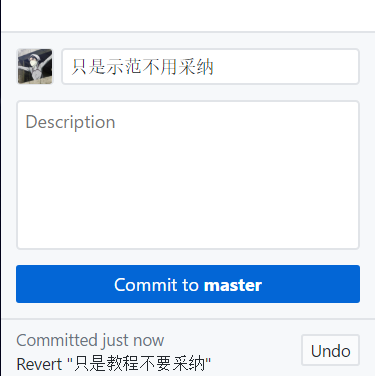 只是示范不用采纳
Description
Commit to master
Committed just now
Undo
Revert "只是教程不要采纳"